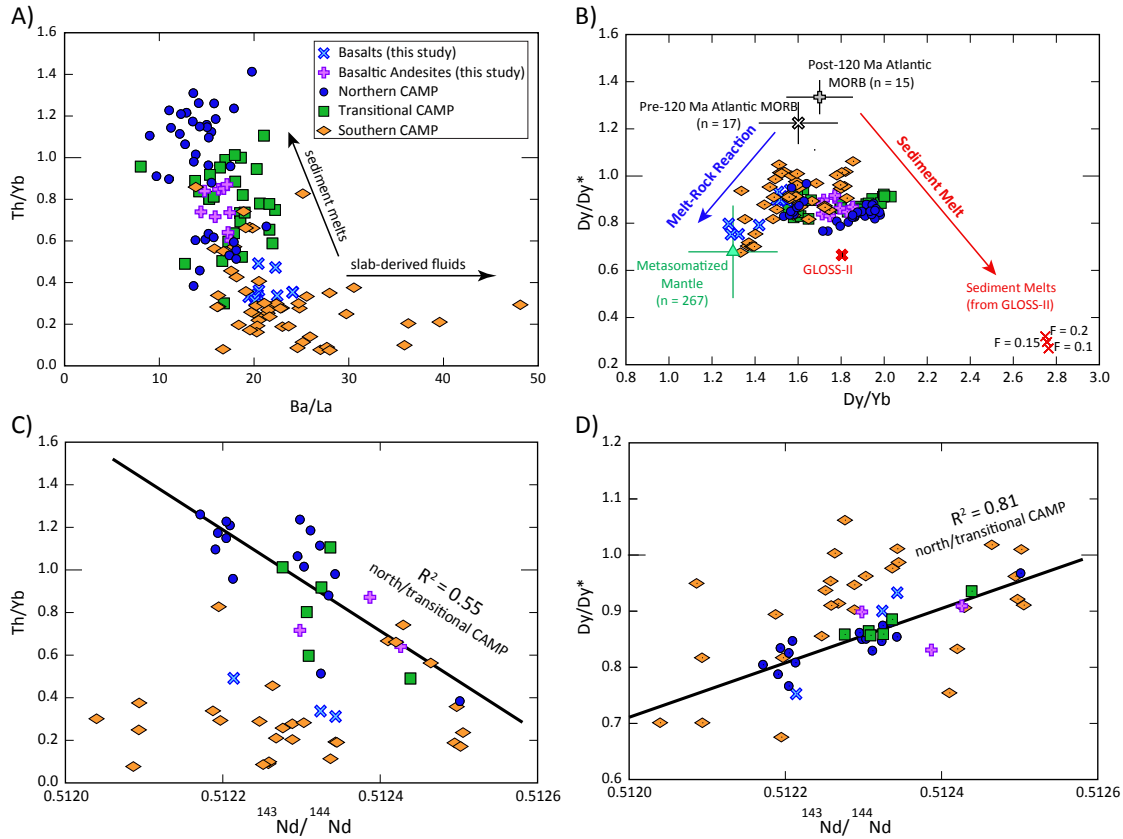 A)
Th/Yb
1.6
1.4
1.2
1.0
0.8
0.6
0.4
0.2
0.0
0
10
20
30
40
50
Ba/La
Basalts (this study)
Basaltic Andesites (this study)
Northern CAMP
Transitional CAMP
Southern CAMP
sediment melts
slab-derived fluids
B)
Dy/Dy*
1.6
1.4
1.2
1.0
0.8
0.6
0.4
0.2
0.8
1.0
1.2
1.4
1.6
1.8
2.0
2.2
2.4
2.6
2.8
3.0
Dy/Yb
Post-120 Ma Atlantic
MORB (n = 15)
Pre-120 Ma Atlantic MORB
(n = 17)
Melt-Rock Reaction
Sediment Melt
Metasomatized
Mantle
(n = 267)
GLOSS-II
Sediment Melts
(from GLOSS-II)
F = 0.2
F = 0.15
F = 0.1
C)
Th/Yb
1.6
1.4
1.2
1.0
0.8
0.6
0.4
0.2
0.0
0.5120
0.5122
0.5124
0.5126
143Nd/144Nd
R² = 0.55
north/transitional CAMP
D)
Dy/Dy*
1.2
1.1
1.0
0.9
0.8
0.7
0.6
0.5120
0.5122
0.5124
0.5126
143Nd/144Nd
R² = 0.81
north/transitional CAMP